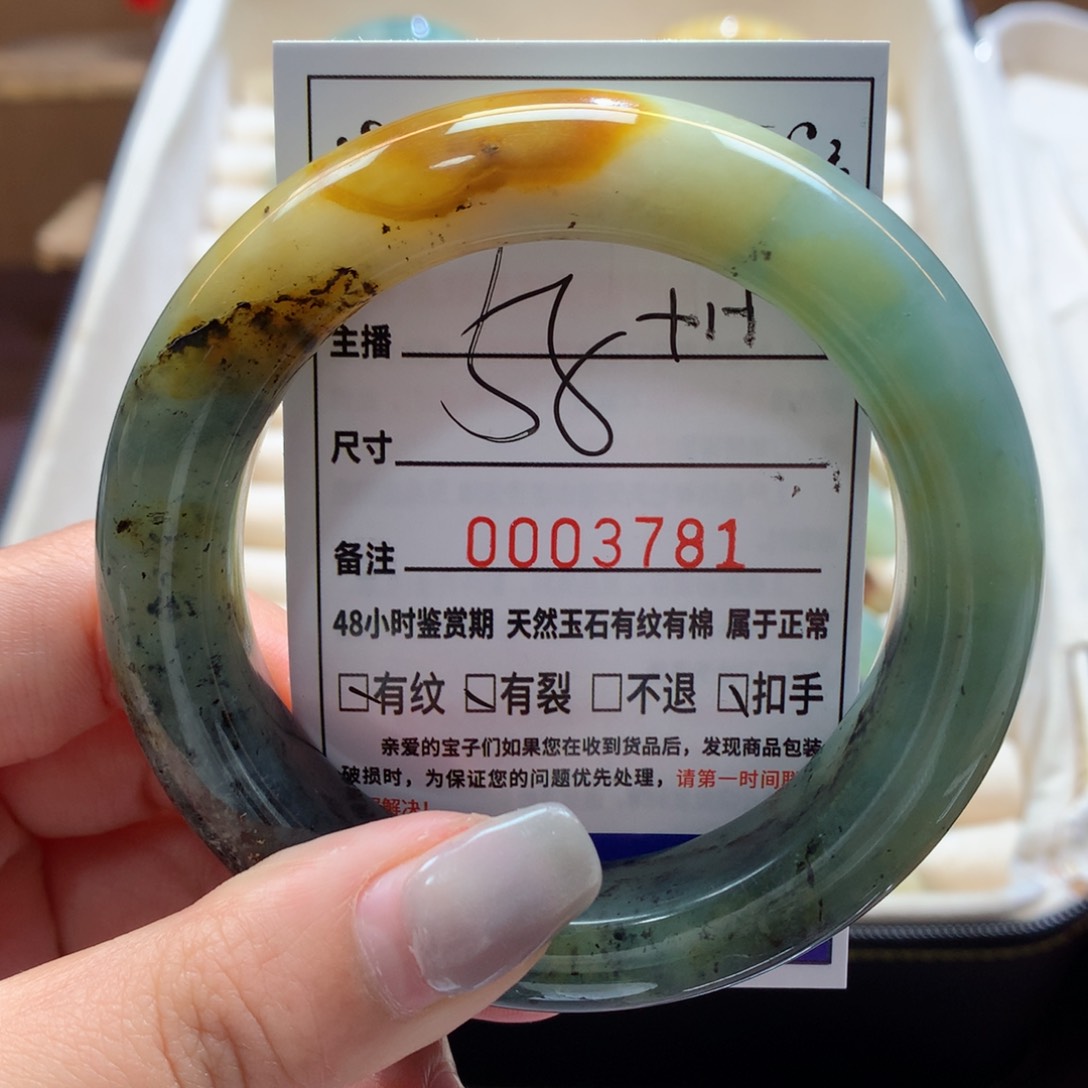 主播
58+H
尺寸
备注 0003781
48小时鉴赏期 天然玉石有纹有棉 属于正常
有纹 有裂 不退 扣手
亲爱的宝子们如果您在收到货品后，发现商品包装
破损时，为保证您的问题优先处理，请第一时间
解决！